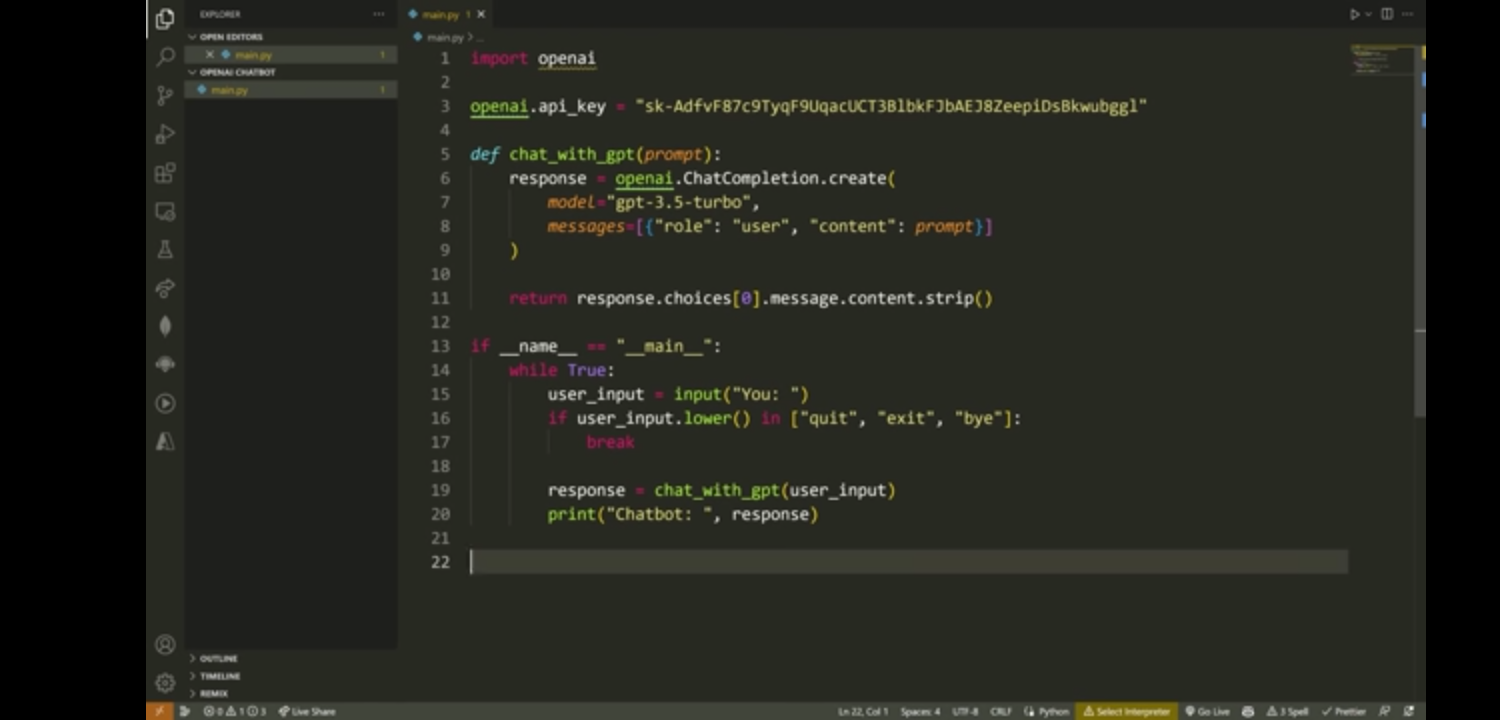 EXPLORER
OPEN EDITORS
main.py 1
OPENAI CHATBOT
main.py 1
OUTLINE
TIMELINE
REMIX
main.py 1
main.py > ...
1 import openai
2
3 openai.api_key = "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"
4
5 def chat_with_gpt(prompt):
6 response = openai.ChatCompletion.create(
7 model="gpt-3.5-turbo",
8 messages=[{"role": "user", "content": prompt}]
9 )
10
11 return response.choices[0].message.content.strip()
12
13 if __name__ == "__main__":
14 while True:
15 user_input = input("You: ")
16 if user_input.lower() in ["quit", "exit", "bye"]:
17 break
18
19 response = chat_with_gpt(user_input)
20 print("Chatbot: ", response)
21
22
0 1 3 Live Share Ln 22, Col 1 Spaces: 4 UTF-8 CRLF Python Select Interpreter Go Live 3 Spell Prettier